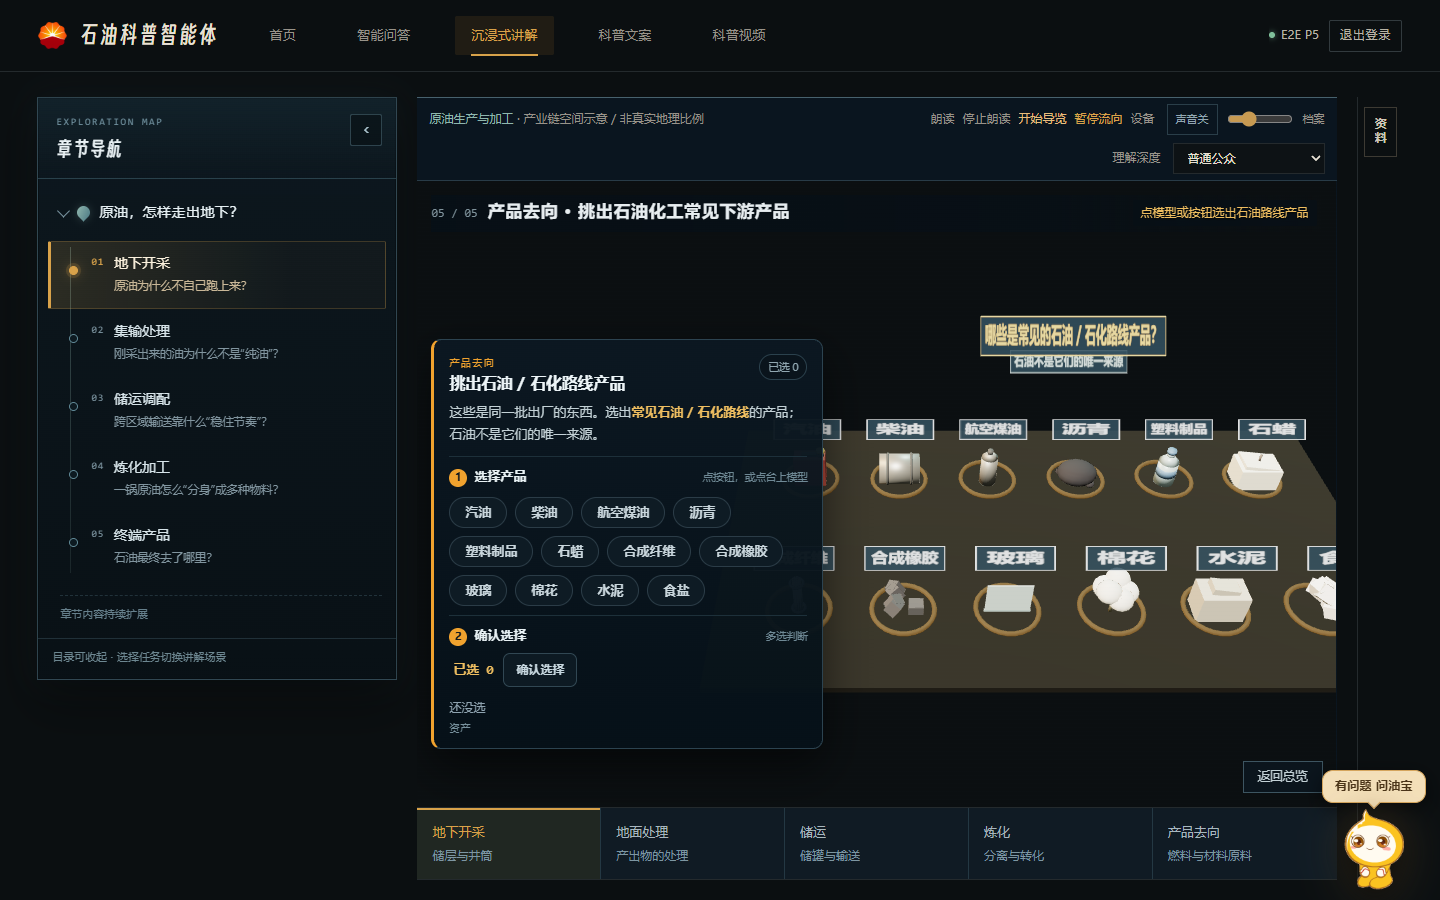 石油科普智能体
首页
智能问答
沉浸式讲解
科普文案
科普视频
E2E P5
退出登录
EXPLORATION MAP
章节导航
‹
原油，怎样走出地下？
01 地下开采
原油为什么不自己跑上来？
02 集输处理
刚采出来的油为什么不是“纯油”？
03 储运调配
跨区域输送靠什么“稳住节奏”？
04 炼化加工
一锅原油怎么“分身”成多种物料？
05 终端产品
石油最终去了哪里？
章节内容持续扩展
目录可收起 · 选择任务切换讲解场景
原油生产与加工 · 产业链空间示意 / 非真实地理比例
朗读 停止朗读 开始导览 暂停流向 设备 声音关 档案
理解深度 普通公众
05 / 05 产品去向 · 挑出石油化工常见下游产品
点模型或按钮选出石油路线产品
哪些是常见的石油 / 石化路线产品？
石油不是它们的唯一来源
产品去向
挑出石油 / 石化路线产品
已选 0
这些是同一批出厂的东西。选出常见石油 / 石化路线的产品；
石油不是它们的唯一来源。
1 选择产品
点按钮，或点台上模型
汽油 柴油 航空煤油 沥青
塑料制品 石蜡 合成纤维 合成橡胶
玻璃 棉花 水泥 食盐
2 确认选择
多选判断
已选 0 确认选择
还没选
资产
柴油 航空煤油 沥青 塑料制品 石蜡
合成橡胶 玻璃 棉花 水泥
返回总览
地下开采
储层与井筒
地面处理
产出物的处理
储运
储罐与输送
炼化
分离与转化
产品去向
燃料与材料原料
资料
有问题 问油宝